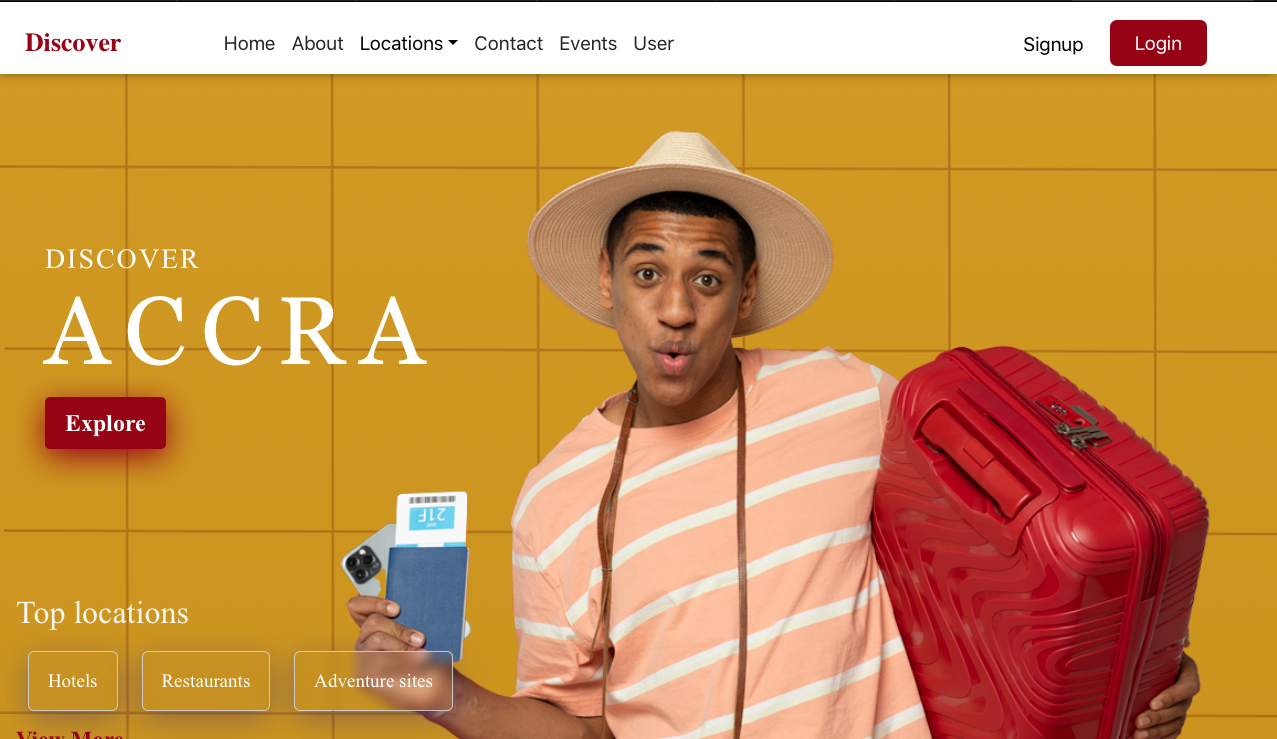 Discover Home About Locations Contact Events User Signup Login
DISCOVER
ACCRA
Explore
21F
Top locations
Hotels Restaurants Adventure sites
View More